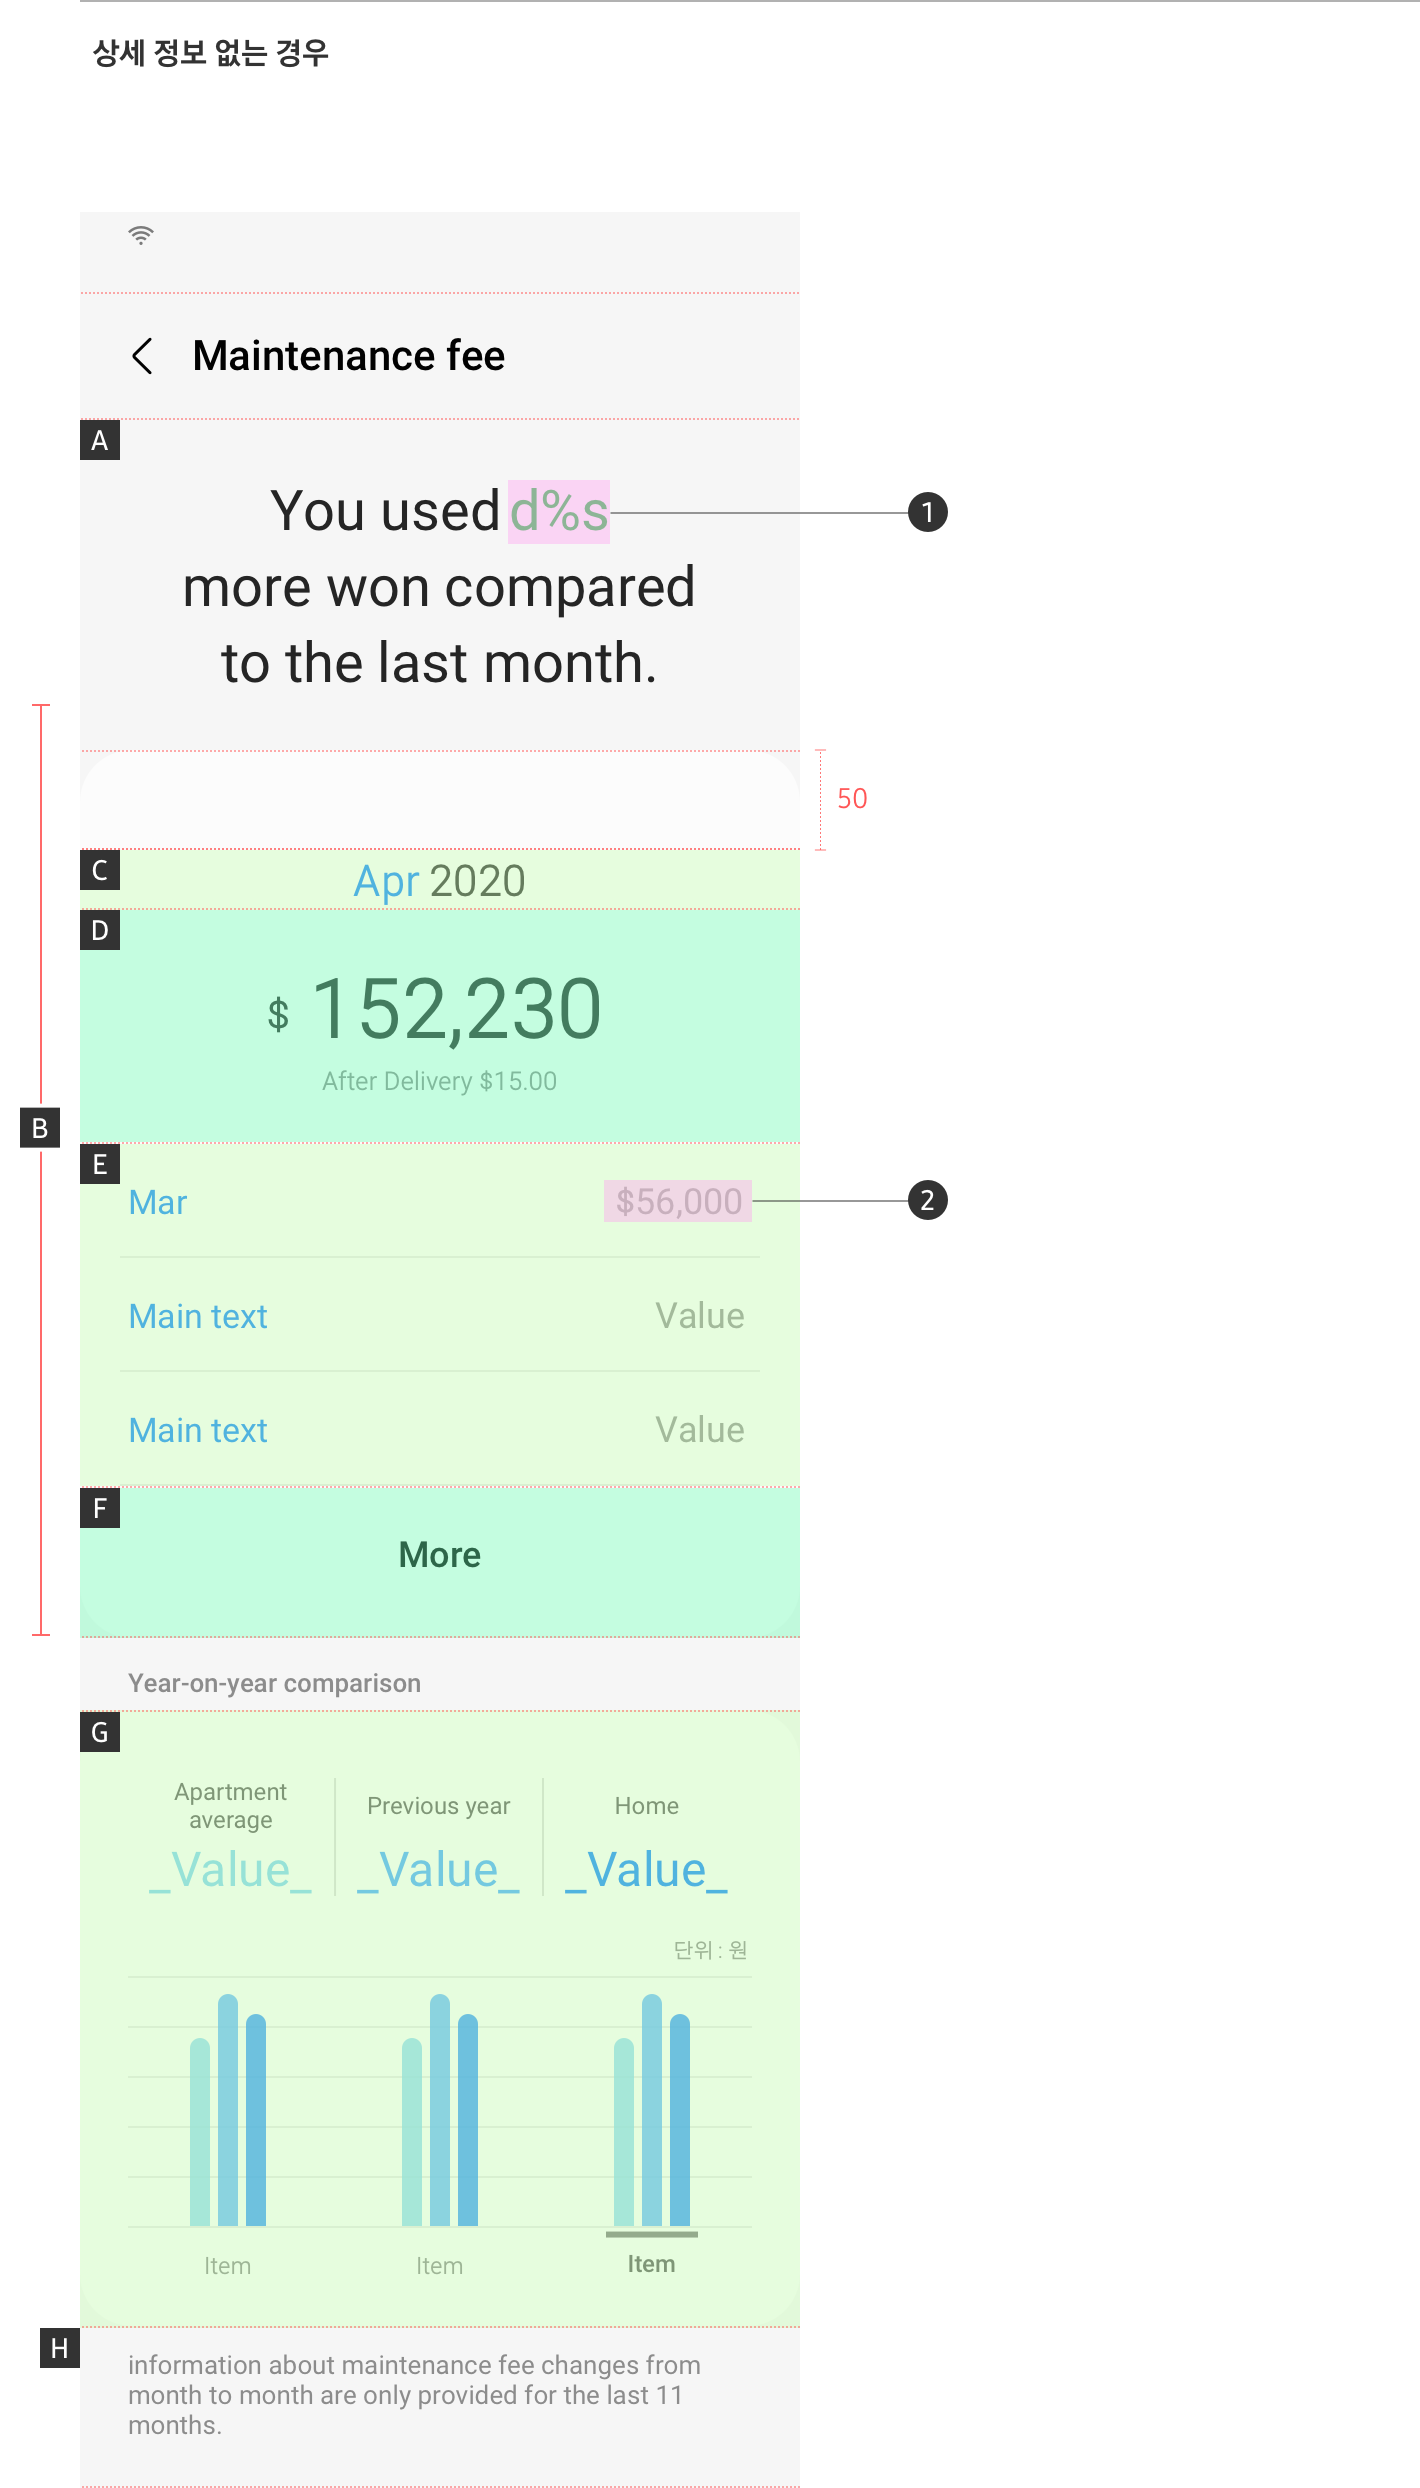 상세 정보 없는 경우
Maintenance fee
A
You used d%s
1
more won compared
to the last month.
50
C
Apr 2020
D
$ 152,230
After Delivery $15.00
B
E
Mar
$56,000
2
Main text
Value
Main text
Value
F
More
Year-on-year comparison
G
Apartment
average
_Value_
Previous year
_Value_
Home
_Value_
단위 : 원
Item
Item
Item
H
information about maintenance fee changes from
month to month are only provided for the last 11
months.